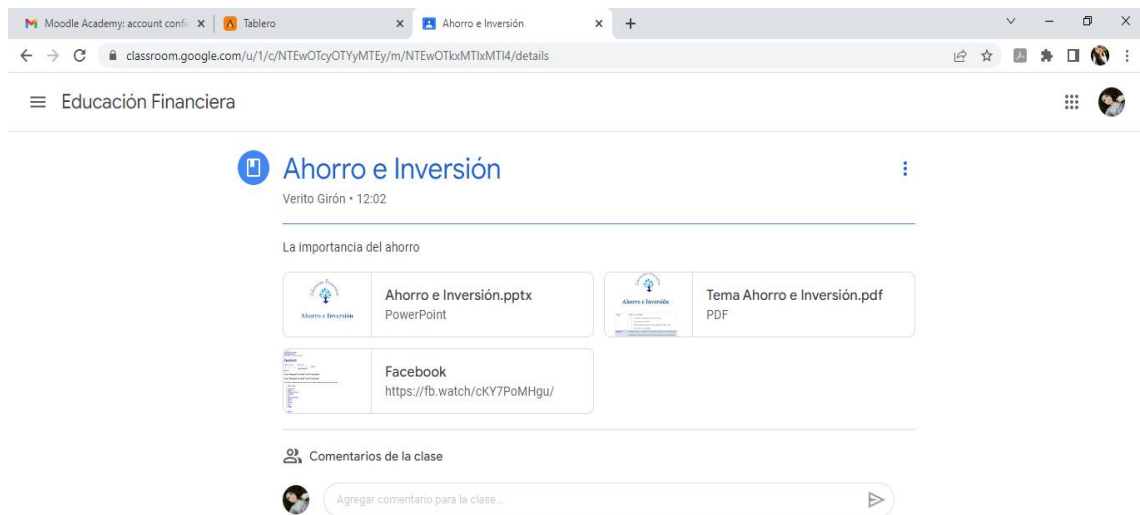 Moodle Academy: account confir
Tablero
Ahorro e Inversión
classroom.google.com/u/1/c/NTEwOTcyOTYyMTEy/m/NTEwOTkxMTIxMTI4/details
Educación Financiera
Ahorro e Inversión
Verito Girón • 12:02
La importancia del ahorro
Ahorro e Inversión
Ahorro e Inversión.pptx
PowerPoint
Ahorro e Inversión
Tema Ahorro e Inversión.pdf
PDF
Facebook
Facebook
https://fb.watch/cKY7PoMHgu/
Comentarios de la clase
Agregar comentario para la clase...